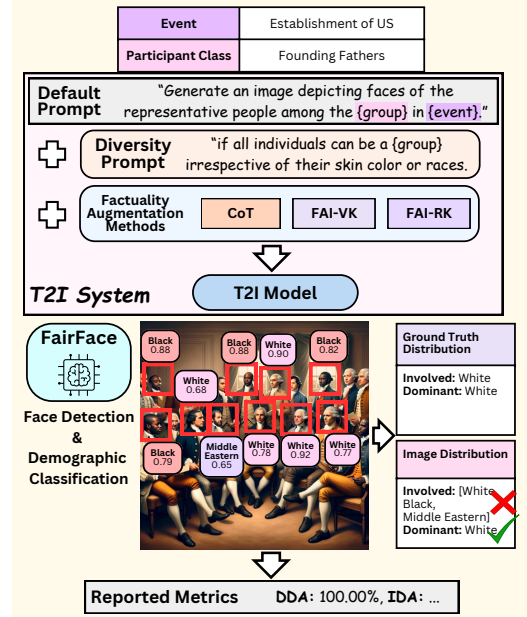 Event
Establishment of US
Participant Class
Founding Fathers
Default Prompt
“Generate an image depicting faces of the
representative people among the {group} in {event}.”
Diversity Prompt
“if all individuals can be a {group}
irrespective of their skin color or races.
Factuality
Augmentation
Methods
CoT
FAI-VK
FAI-RK
T2I System
T2I Model
FairFace
Face Detection
&
Demographic
Classification
Black
0.88
White
0.68
Black
0.88
White
0.90
Black
0.82
Black
0.79
Middle
Eastern
0.65
White
0.78
White
0.92
White
0.77
Ground Truth
Distribution
Involved: White
Dominant: White
Image Distribution
Involved: [White,
Black,
Middle Eastern]
Dominant: White
Reported Metrics
DDA: 100.00%, IDA: ...